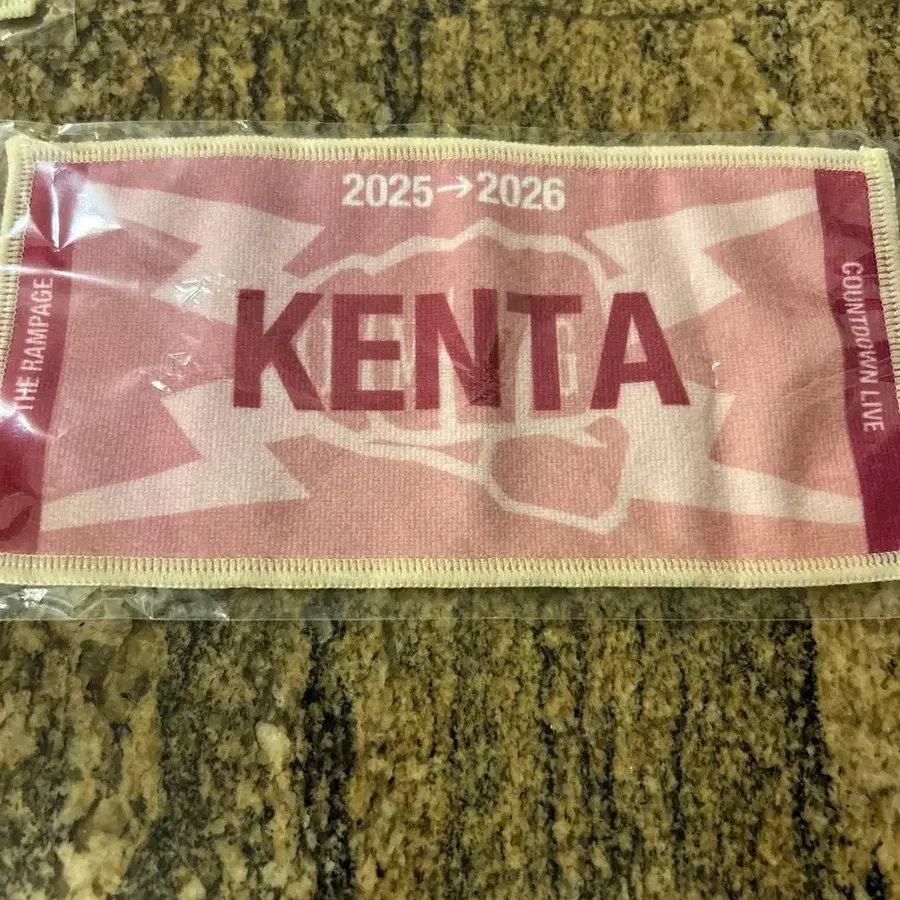 2025→2026
THE RAMPAGE
KENTA
COUNTDOWN LIVE